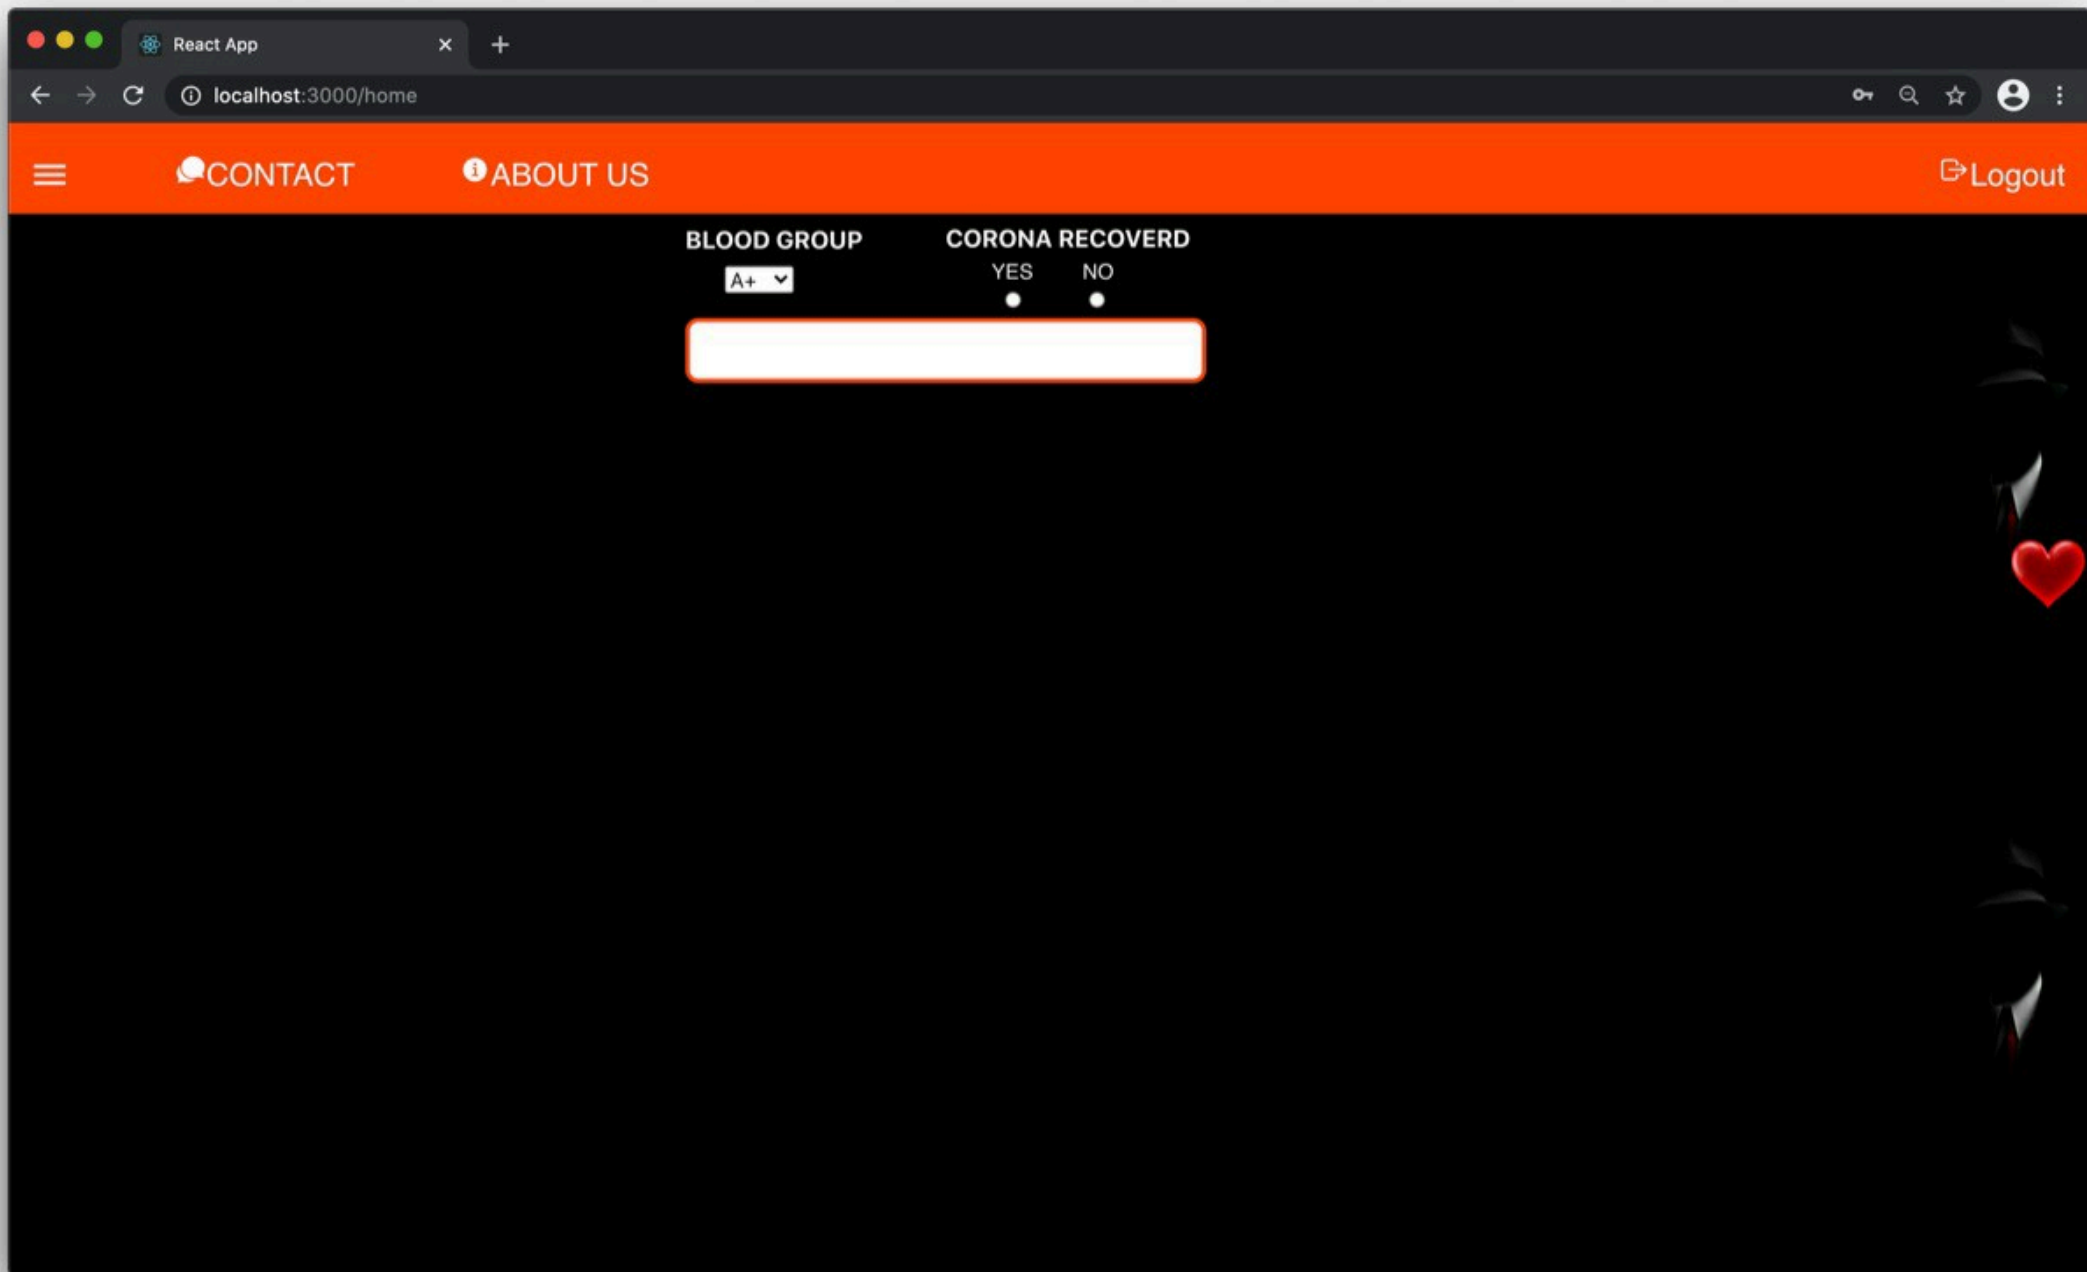 React App
localhost:3000/home
CONTACT
ABOUT US
Logout
BLOOD GROUP
CORONA RECOVERD
A+
YES NO